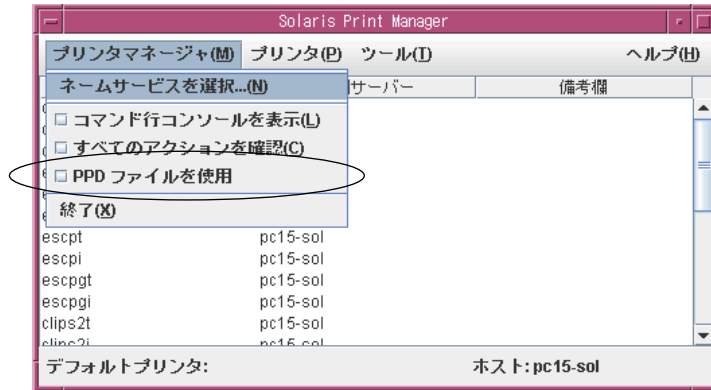 Solaris Print Manager
プリンタマネージャ(M) プリンタ(P) ツール(T) ヘルプ(H)
ネームサービスを選択...(N) サーバー 備考欄
コマンド行コンソールを表示(L)
すべてのアクションを確認(C)
PPD ファイルを使用
終了(X)
escpt pc15-sol
escpi pc15-sol
escpgt pc15-sol
escpgi pc15-sol
clips2t pc15-sol
clips2i pc15-sol
デフォルトプリンタ: ホスト: pc15-sol